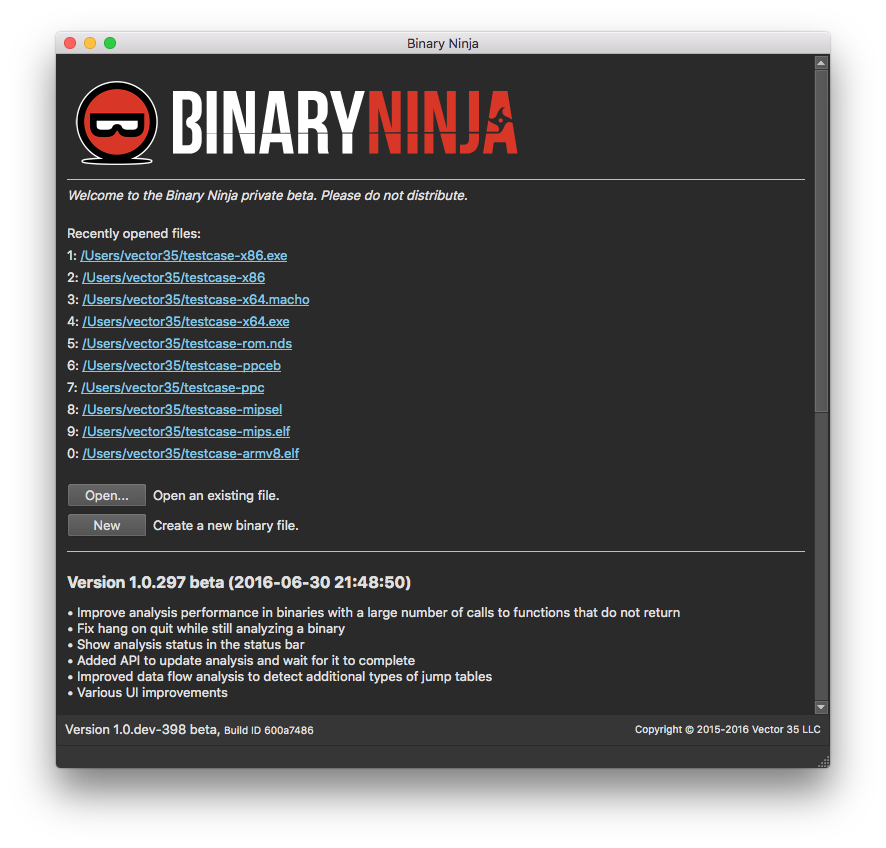 Binary Ninja
BINARYNINJA
Welcome to the Binary Ninja private beta. Please do not distribute.
Recently opened files:
1: /Users/vector35/testcase-x86.exe
2: /Users/vector35/testcase-x86
3: /Users/vector35/testcase-x64.macho
4: /Users/vector35/testcase-x64.exe
5: /Users/vector35/testcase-rom.nds
6: /Users/vector35/testcase-ppceb
7: /Users/vector35/testcase-ppc
8: /Users/vector35/testcase-mipsel
9: /Users/vector35/testcase-mips.elf
0: /Users/vector35/testcase-armv8.elf
Open... Open an existing file.
New Create a new binary file.
Version 1.0.297 beta (2016-06-30 21:48:50)
• Improve analysis performance in binaries with a large number of calls to functions that do not return
• Fix hang on quit while still analyzing a binary
• Show analysis status in the status bar
• Added API to update analysis and wait for it to complete
• Improved data flow analysis to detect additional types of jump tables
• Various UI improvements
Version 1.0.dev-398 beta, Build ID 600a7486 Copyright © 2015-2016 Vector 35 LLC